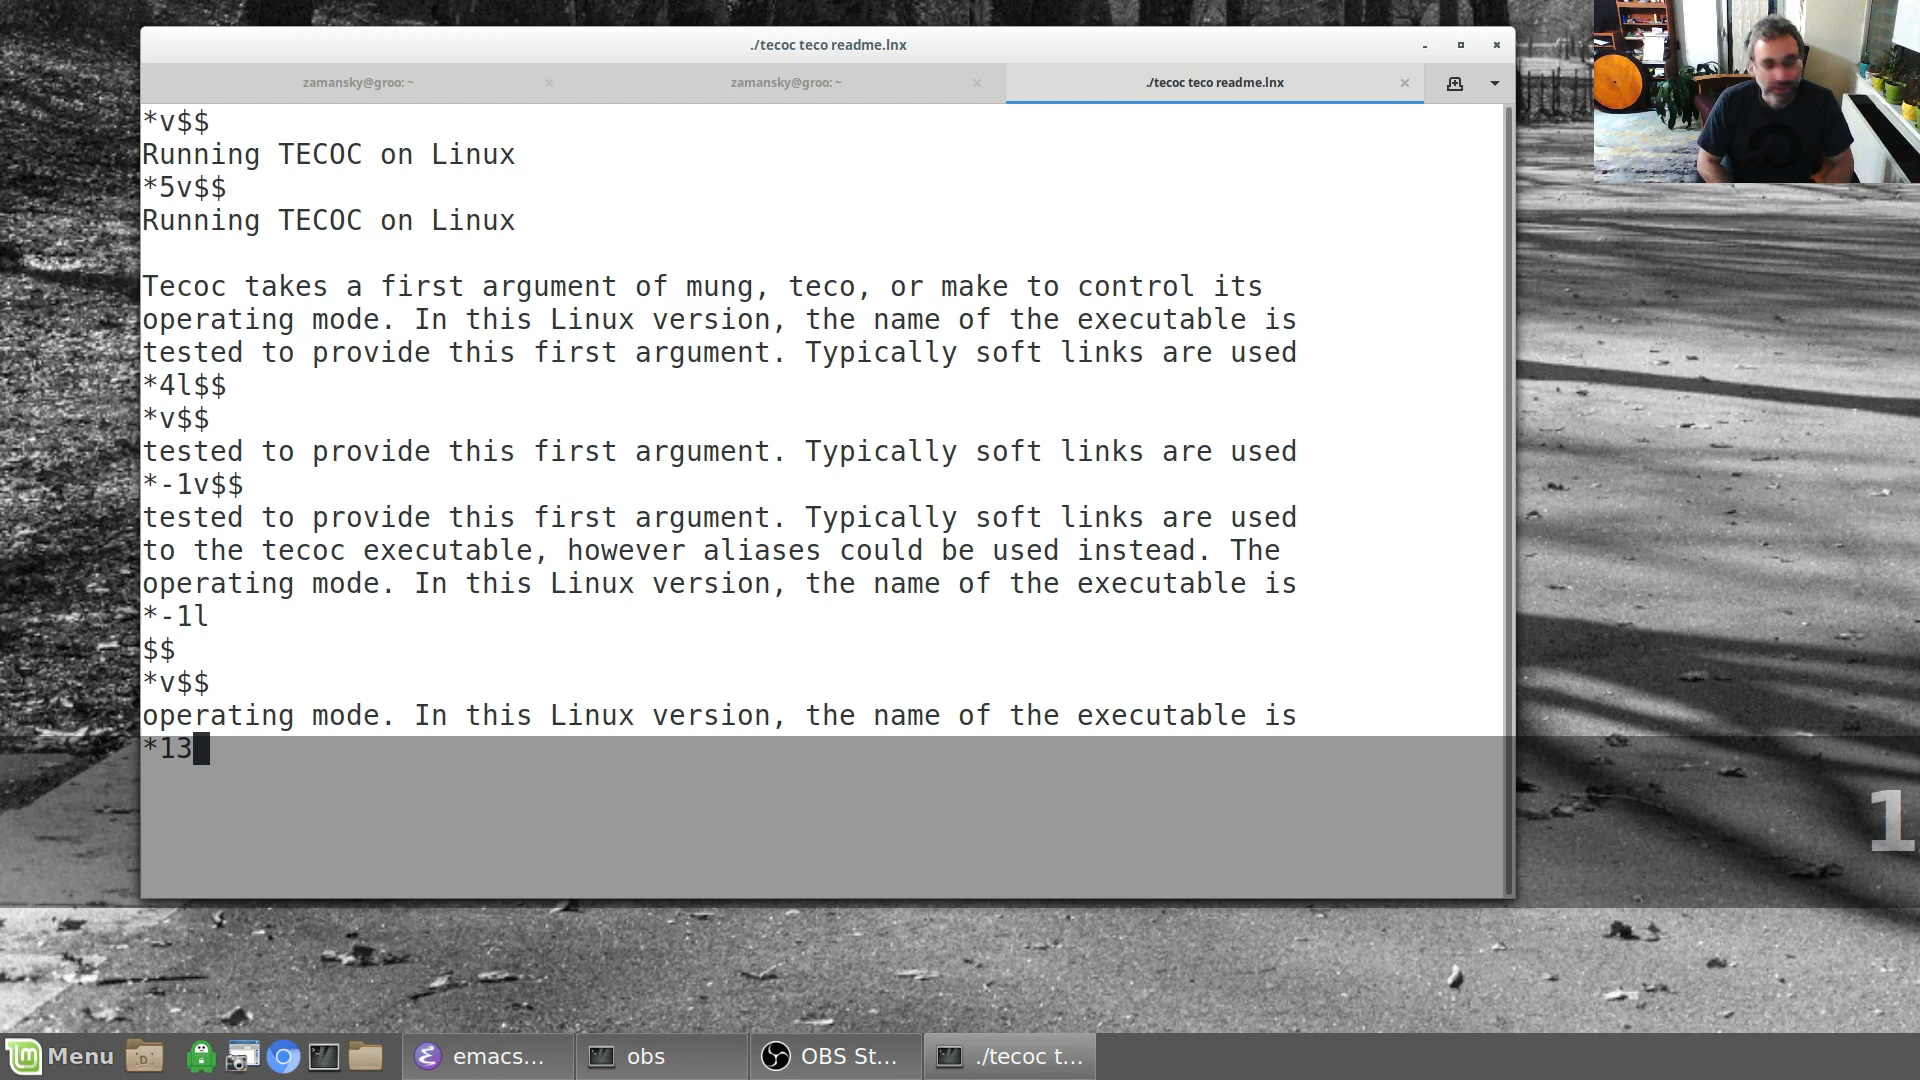 ./tecoc teco readme.lnx
zamansky@groo: ~
zamansky@groo: ~
./tecoc teco readme.lnx
*v$$
Running TECOC on Linux
*5v$$
Running TECOC on Linux
Tecoc takes a first argument of mung, teco, or make to control its
operating mode. In this Linux version, the name of the executable is
tested to provide this first argument. Typically soft links are used
*4l$$
*v$$
tested to provide this first argument. Typically soft links are used
*-1v$$
tested to provide this first argument. Typically soft links are used
to the tecoc executable, however aliases could be used instead. The
operating mode. In this Linux version, the name of the executable is
*-1l
$$
*v$$
operating mode. In this Linux version, the name of the executable is
*13
1
Menu
emacs...
obs
OBS St...
./tecoc t...